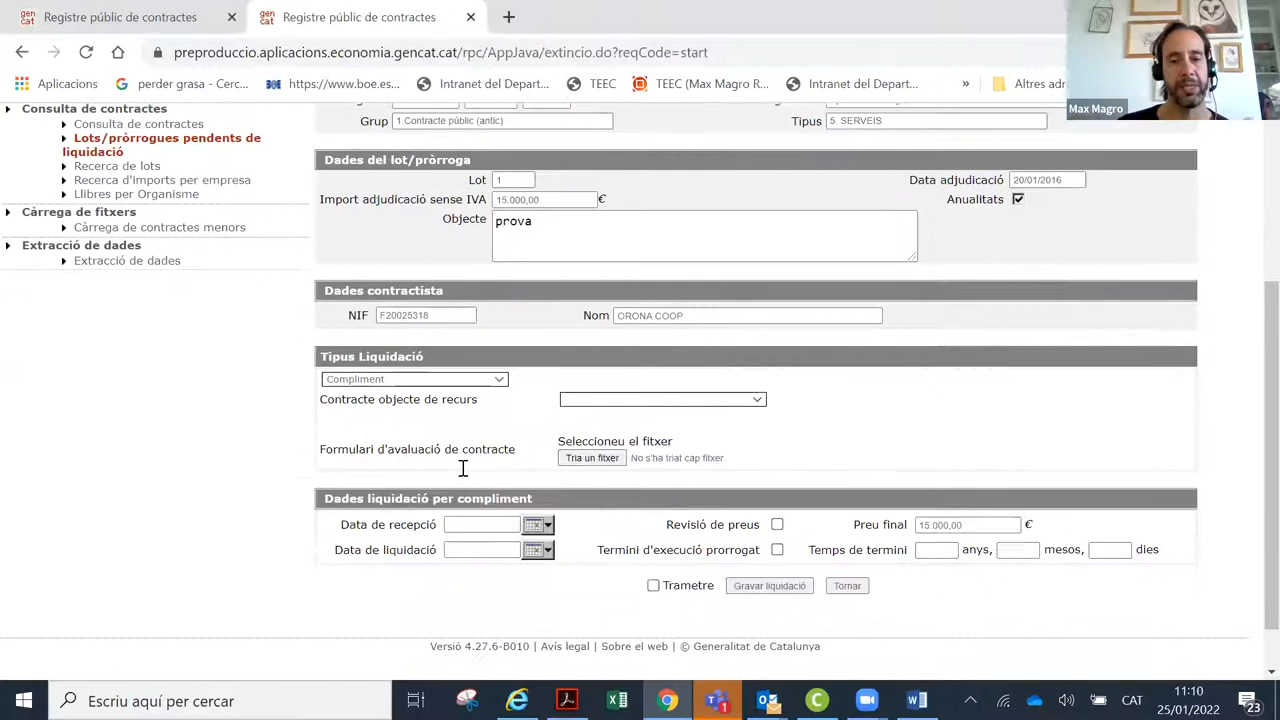 Registre públic de contractes
Registre públic de contractes
preproduccio.aplicacions.economia.gencat.cat/rpc/AppJava/extincio.do?reqCode=start
Aplicacions
perder grasa - Cerc...
https://www.boe.es...
Intranet del Depart...
TEEC
TEEC (Max Magro R...
Intranet del Depart...
»
Altres adr
Max Magro
Consulta de contractes
Consulta de contractes
Lots/pròrrogues pendents de
liquidació
Recerca de lots
Recerca d'imports per empresa
Llibres per Organisme
Càrrega de fitxers
Càrrega de contractes menors
Extracció de dades
Extracció de dades
Grup 1.Contracte públic (antic) Tipus 5. SERVEIS
Dades del lot/pròrroga
Lot 1 Data adjudicació 20/01/2016
Import adjudicació sense IVA 15.000,00 € Anualitats
Objecte prova
Dades contractista
NIF F20025318 Nom ORONA COOP
Tipus Liquidació
Compliment
Contracte objecte de recurs
Seleccioneu el fitxer
Formulari d'avaluació de contracte
Tria un fitxer No s'ha triat cap fitxer
Dades liquidació per compliment
Data de recepció Revisió de preus Preu final 15.000,00 €
Data de liquidació Termini d'execució prorrogat Temps de termini anys, mesos, dies
Trametre Gravar liquidació Tornar
Versió 4.27.6-B010 | Avís legal | Sobre el web | © Generalitat de Catalunya
Escriu aquí per cercar
CAT
11:10
25/01/2022
23